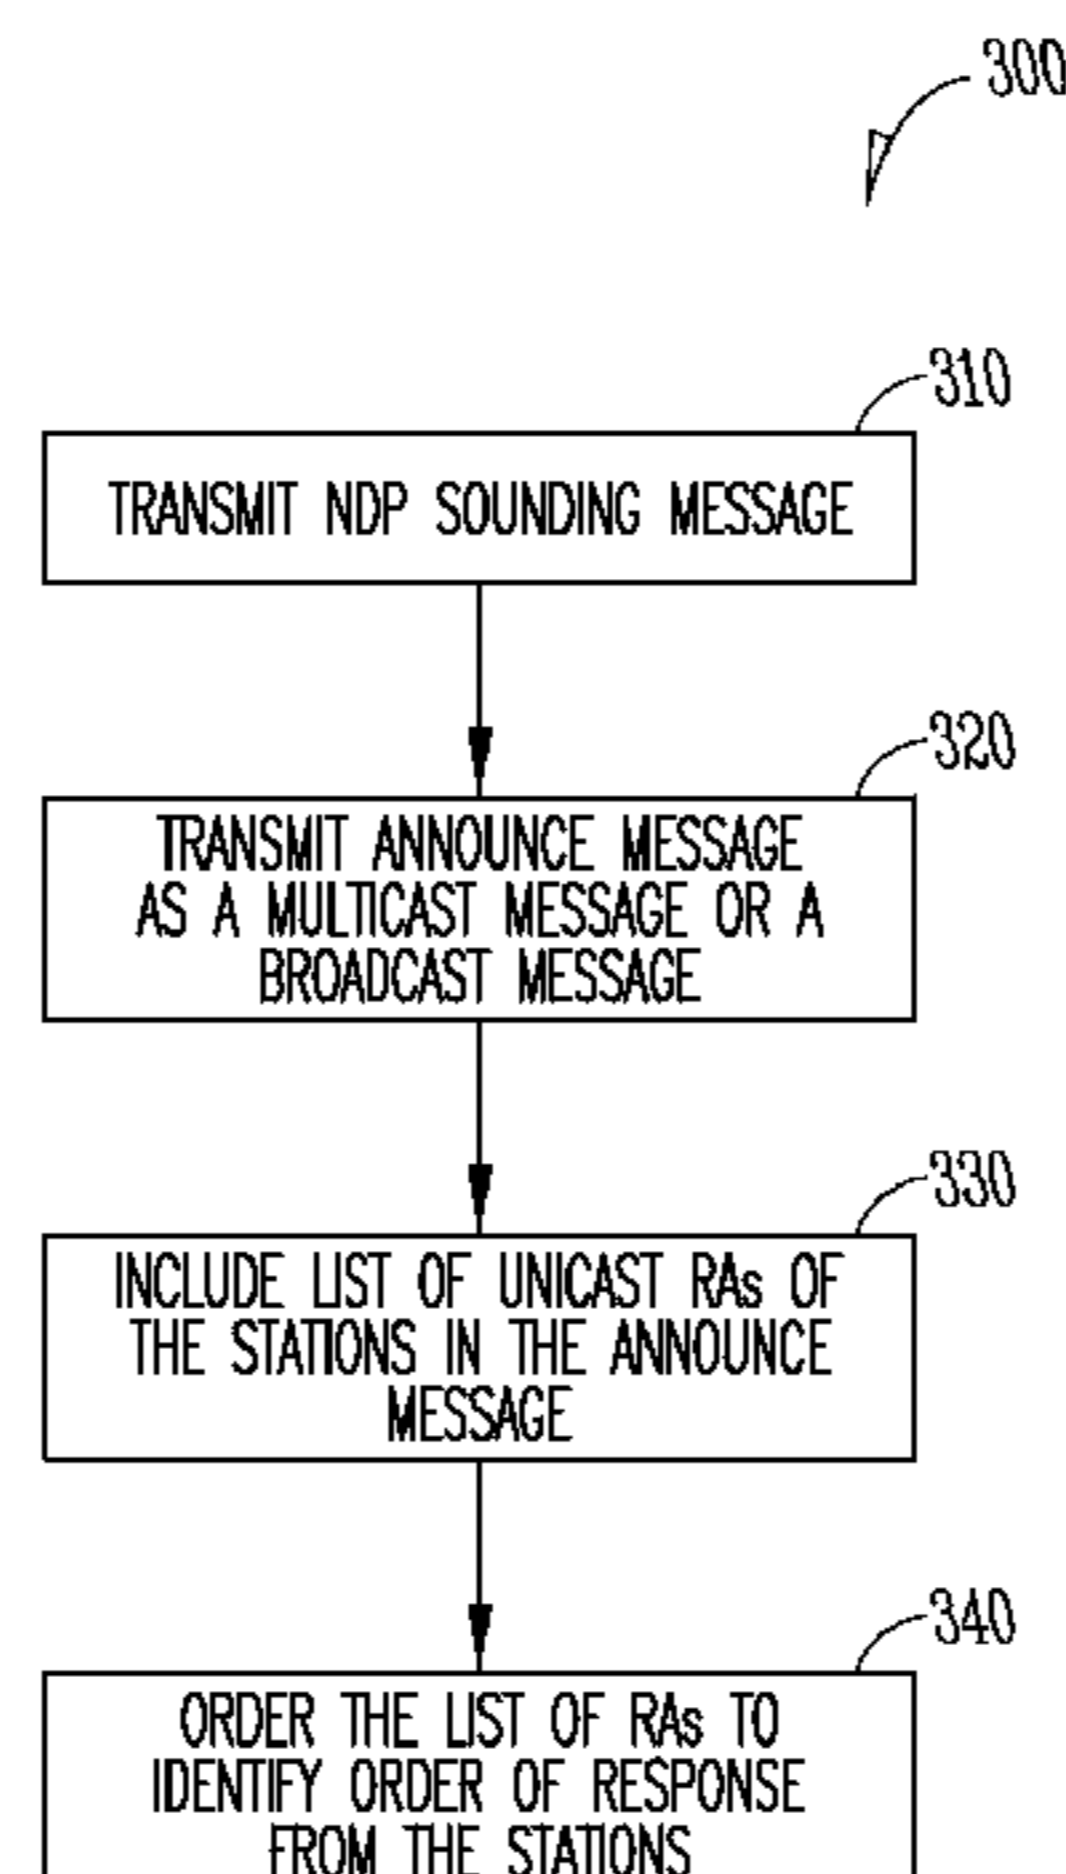 300
310
TRANSMIT NDP SOUNDING MESSAGE
320
TRANSMIT ANNOUNCE MESSAGE
AS A MULTICAST MESSAGE OR A
BROADCAST MESSAGE
330
INCLUDE LIST OF UNICAST RAs OF
THE STATIONS IN THE ANNOUNCE
MESSAGE
340
ORDER THE LIST OF RAs TO
IDENTIFY ORDER OF RESPONSE
FROM THE STATIONS